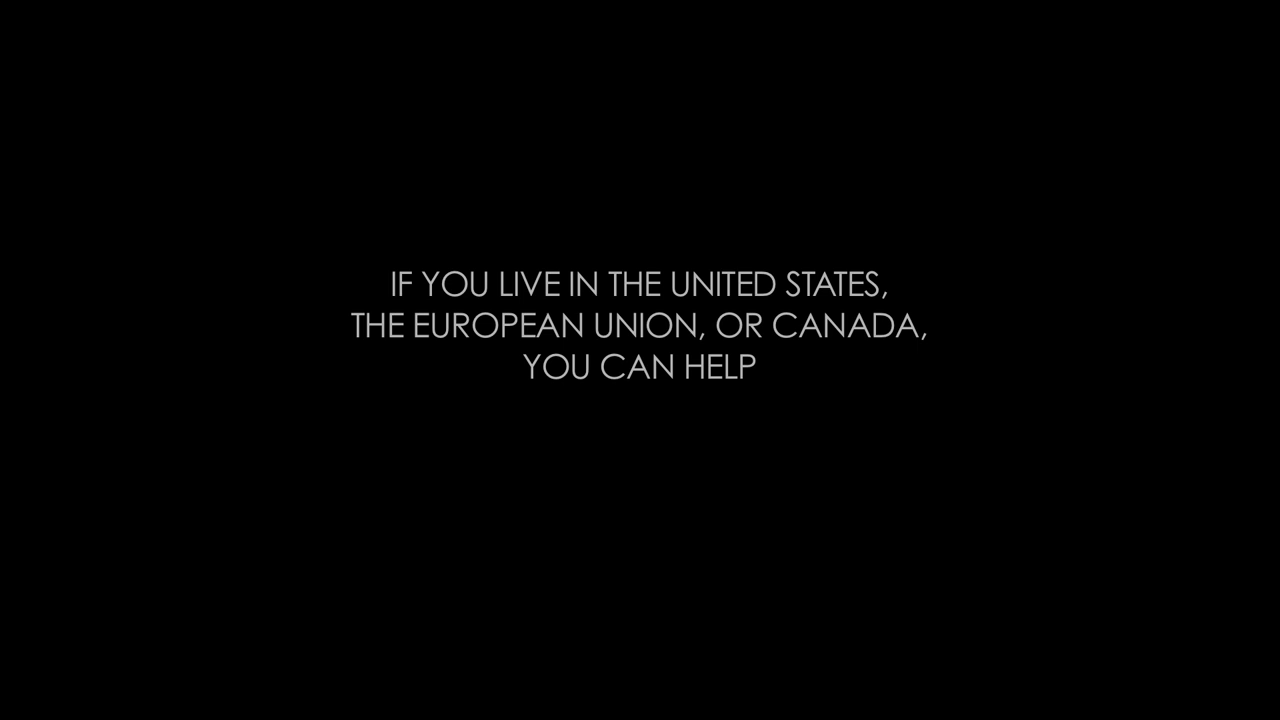 IF YOU LIVE IN THE UNITED STATES,
THE EUROPEAN UNION, OR CANADA,
YOU CAN HELP